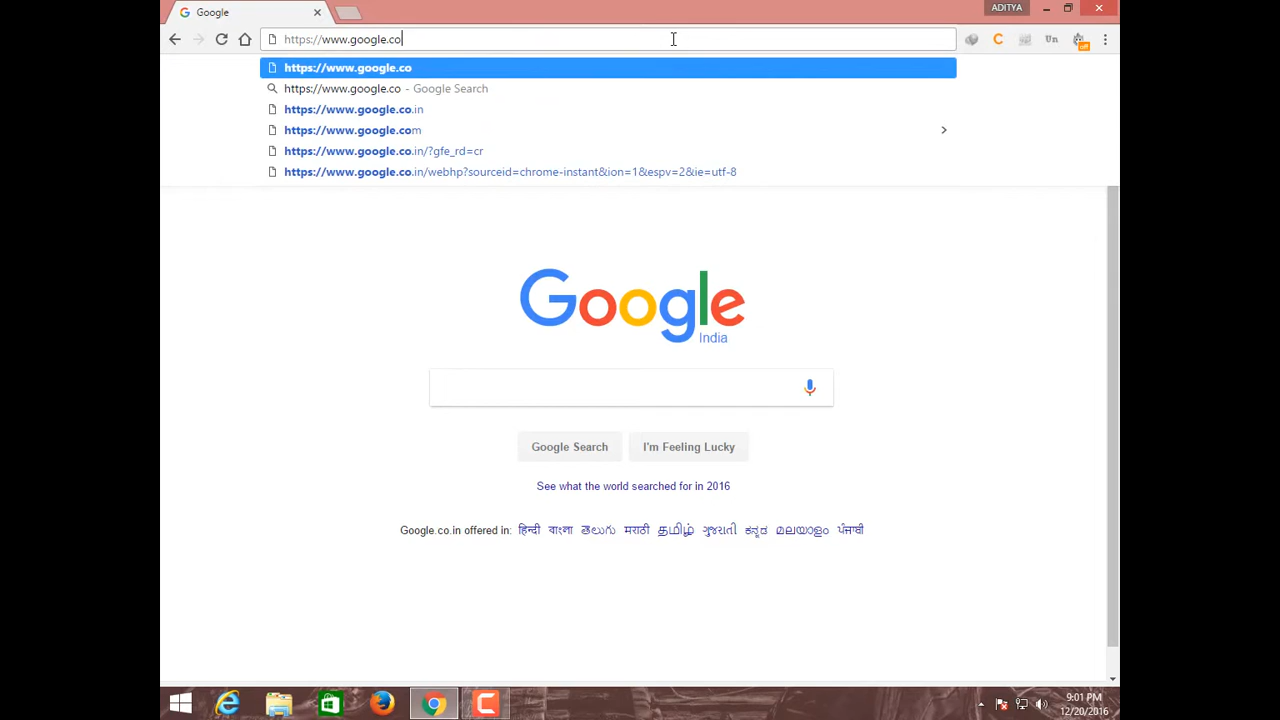 Google
ADITYA
https://www.google.co
https://www.google.co
https://www.google.co - Google Search
https://www.google.co.in
https://www.google.com
https://www.google.co.in/?gfe_rd=cr
https://www.google.co.in/webhp?sourceid=chrome-instant&ion=1&espv=2&ie=utf-8
Google
India
Google Search I'm Feeling Lucky
See what the world searched for in 2016
Google.co.in offered in: हिन्दी বাংলা తెలుగు मराठी தமிழ் ગુજરાતી ಕನ್ನಡ മലയാളം ਪੰਜਾਬੀ
9:01 PM
12/20/2016
C
Un
off